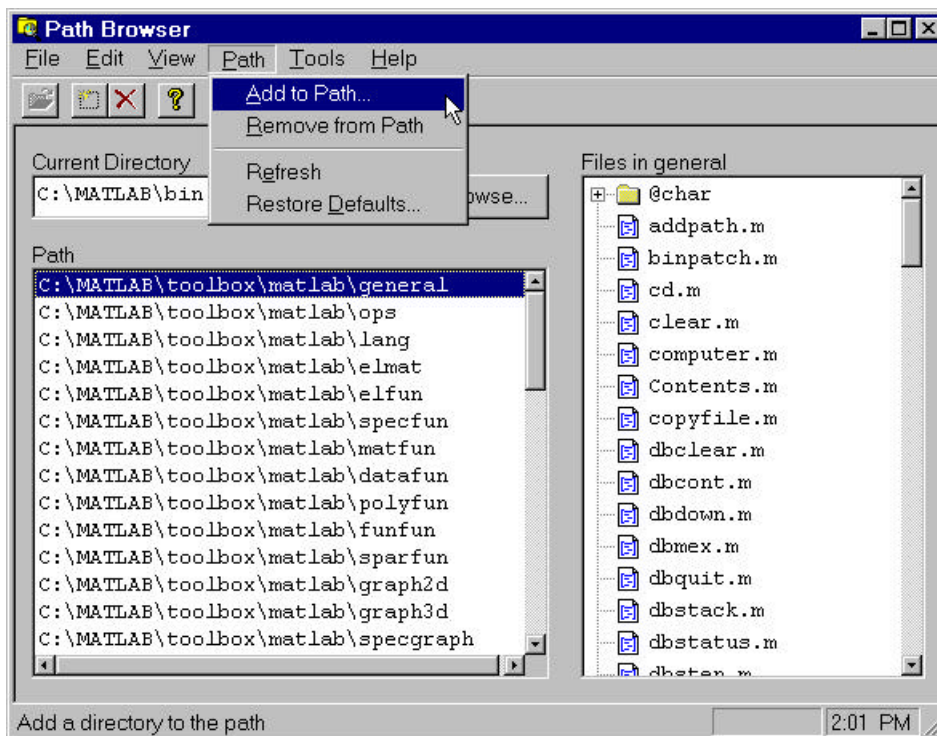 Path Browser
File Edit View Path Tools Help
Add to Path...
Remove from Path
Refresh
Restore Defaults...
Current Directory
C:\MATLAB\bin
Path
C:\MATLAB\toolbox\matlab\general
C:\MATLAB\toolbox\matlab\ops
C:\MATLAB\toolbox\matlab\lang
C:\MATLAB\toolbox\matlab\elmat
C:\MATLAB\toolbox\matlab\elfun
C:\MATLAB\toolbox\matlab\specfun
C:\MATLAB\toolbox\matlab\matfun
C:\MATLAB\toolbox\matlab\datafun
C:\MATLAB\toolbox\matlab\polyfun
C:\MATLAB\toolbox\matlab\funfun
C:\MATLAB\toolbox\matlab\sparfun
C:\MATLAB\toolbox\matlab\graph2d
C:\MATLAB\toolbox\matlab\graph3d
C:\MATLAB\toolbox\matlab\specgraph
Files in general
@char
addpath.m
binpatch.m
cd.m
clear.m
computer.m
Contents.m
copyfile.m
dbclear.m
dbcont.m
dbdown.m
dbmex.m
dbquit.m
dbstack.m
dbstatus.m
Add a directory to the path
2:01 PM